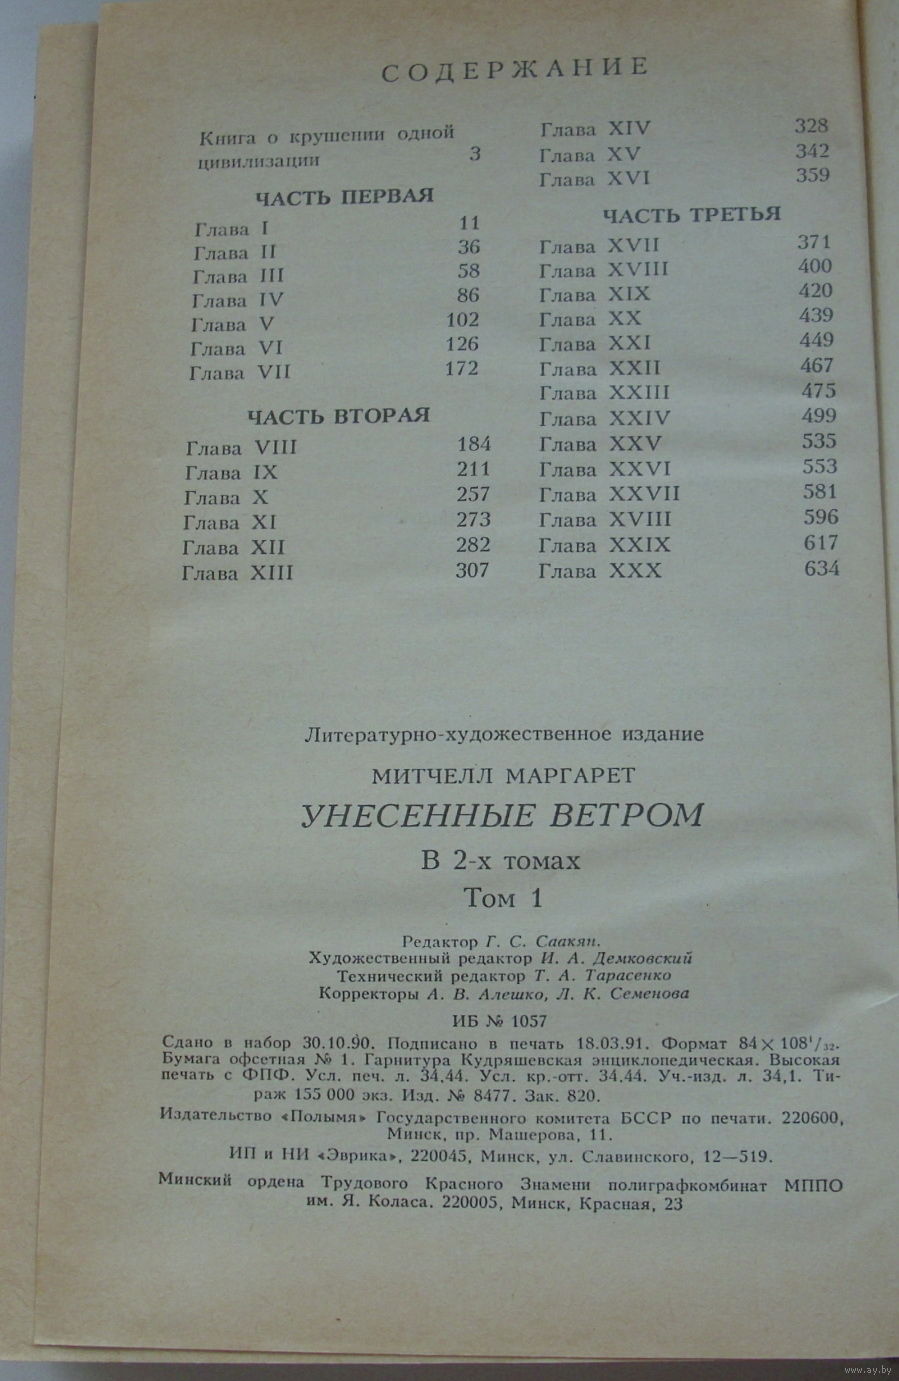 СОДЕРЖАНИЕ
Книга о крушении одной
цивилизации 3
ЧАСТЬ ПЕРВАЯ
Глава I 11
Глава II 36
Глава III 58
Глава IV 86
Глава V 102
Глава VI 126
Глава VII 172
ЧАСТЬ ВТОРАЯ
Глава VIII 184
Глава IX 211
Глава X 257
Глава XI 273
Глава XII 282
Глава XIII 307
Глава XIV 328
Глава XV 342
Глава XVI 359
ЧАСТЬ ТРЕТЬЯ
Глава XVII 371
Глава XVIII 400
Глава XIX 420
Глава XX 439
Глава XXI 449
Глава XXII 467
Глава XXIII 475
Глава XXIV 499
Глава XXV 535
Глава XXVI 553
Глава XXVII 581
Глава XVIII 596
Глава XXIX 617
Глава XXX 634
Литературно-художественное издание
МИТЧЕЛЛ МАРГАРЕТ
УНЕСЕННЫЕ ВЕТРОМ
В 2-х томах
Том 1
Редактор Г. С. Саакян.
Художественный редактор И. А. Демковский
Технический редактор Т. А. Тарасенко
Корректоры А. В. Алешко, Л. К. Семенова
ИБ № 1057
Сдано в набор 30.10.90. Подписано в печать 18.03.91. Формат 84×108¹/₃₂.
Бумага офсетная № 1. Гарнитура Кудряшевская энциклопедическая. Высокая
печать с ФПФ. Усл. печ. л. 34.44. Усл. кр.-отт. 34.44. Уч.-изд. л. 34,1. Ти-
раж 155 000 экз. Изд. № 8477. Зак. 820.
Издательство «Полымя» Государственного комитета БССР по печати. 220600,
Минск, пр. Машерова, 11.
ИП и НИ «Эврика», 220045, Минск, ул. Славинского, 12—519.
Минский ордена Трудового Красного Знамени полиграфкомбинат МППО
им. Я. Коласа. 220005, Минск, Красная, 23
www.ay.by